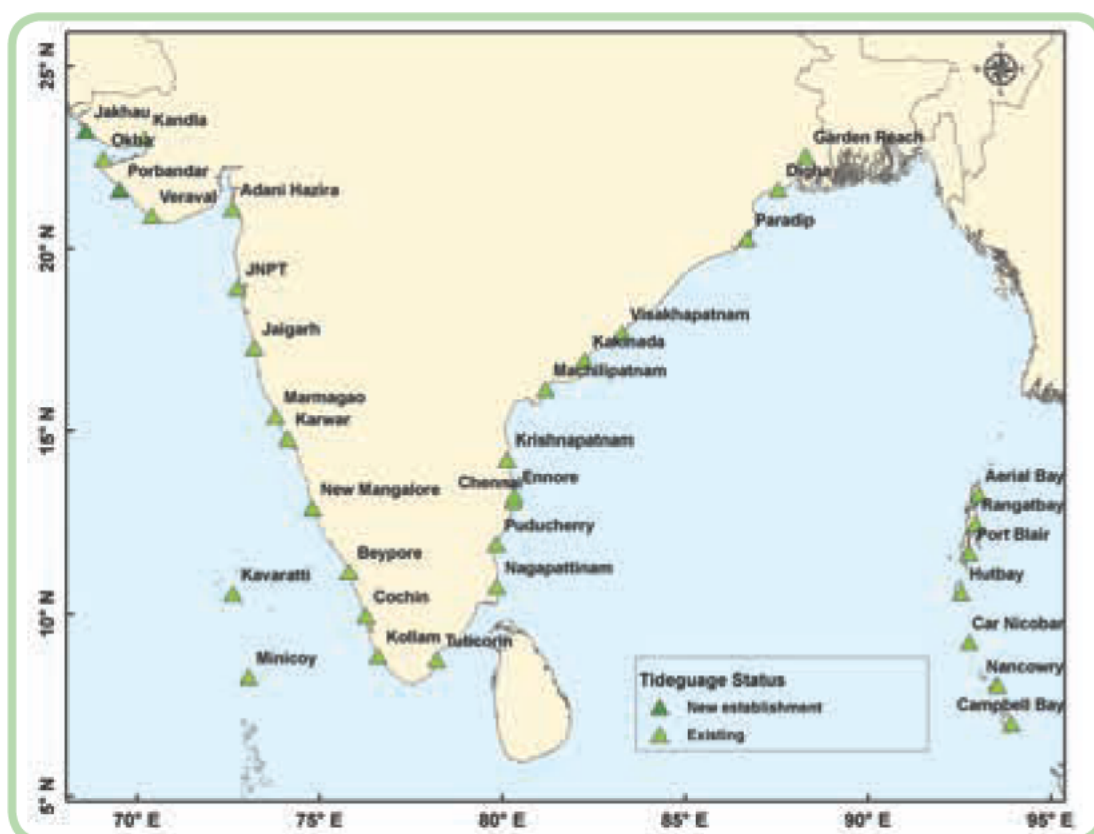 25° N
20° N
15° N
10° N
5° N
Jakhau
Kandla
Okha
Porbandar
Veraval
Adani Hazira
JNPT
Jaigarh
Marmagao
Karwar
New Mangalore
Beypore
Kavaratti
Cochin
Kollam
Tuticorin
Minicoy
Garden Reach
Digha
Paradip
Visakhapatnam
Kakinada
Machilipatnam
Krishnapatnam
Chennai
Ennore
Puducherry
Nagapattinam
Aerial Bay
Rangatbay
Port Blair
Hutbay
Car Nicobar
Nancowry
Campbell Bay
Tideguage Status
New establishment
Existing
70° E
75° E
80° E
85° E
90° E
95° E